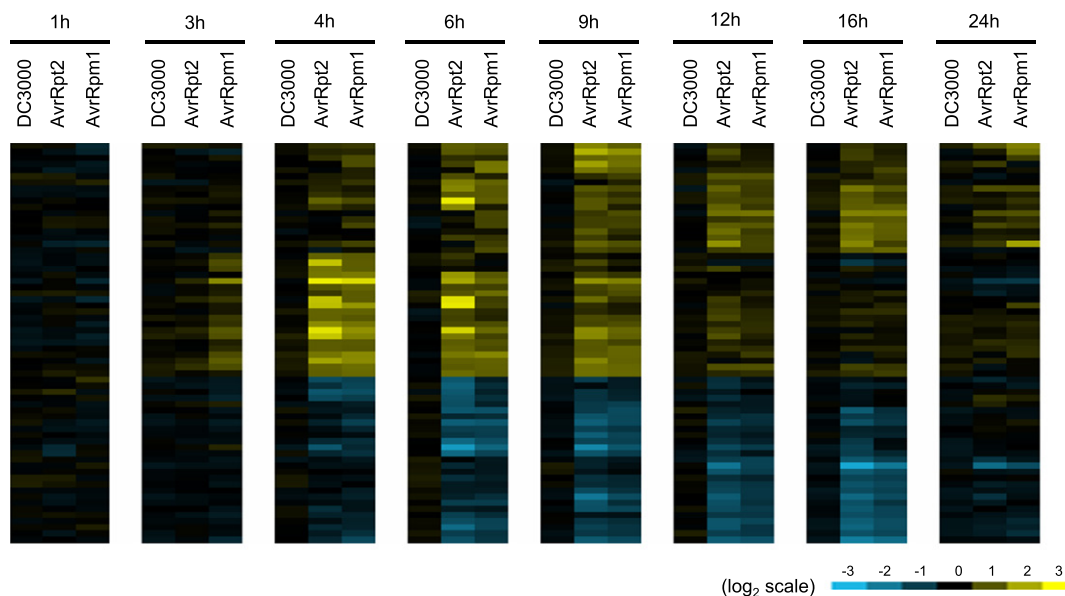 1h 3h 4h 6h 9h 12h 16h 24h
DC3000 AvrRpt2 AvrRpm1 DC3000 AvrRpt2 AvrRpm1 DC3000 AvrRpt2 AvrRpm1 DC3000 AvrRpt2 AvrRpm1 DC3000 AvrRpt2 AvrRpm1 DC3000 AvrRpt2 AvrRpm1 DC3000 AvrRpt2 AvrRpm1 DC3000 AvrRpt2 AvrRpm1
-3 -2 -1 0 1 2 3
(log2 scale)